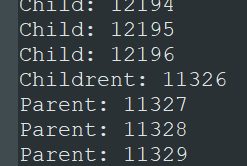 Child: 12194
Child: 12195
Child: 12196
Childrent: 11326
Parent: 11327
Parent: 11328
Parent: 11329